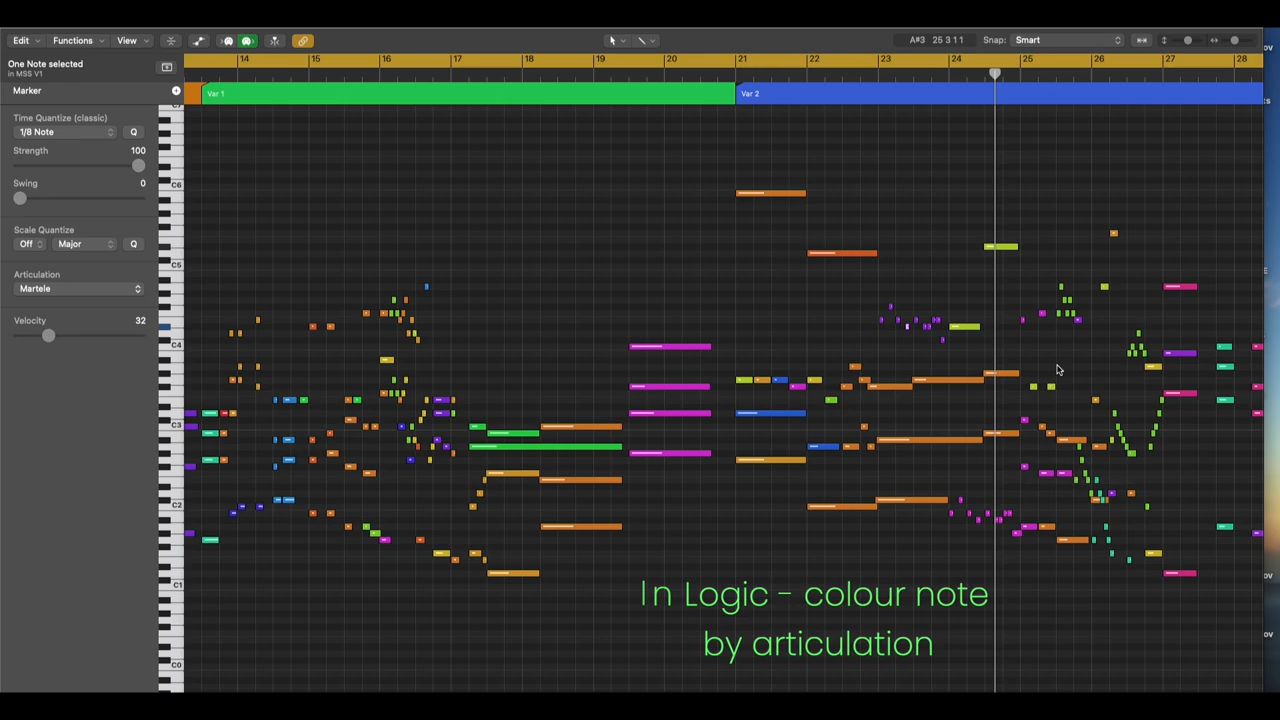 Edit Functions View A#3 25 3 1 1 Snap: Smart
One Note selected
in MSS V1
14 15 16 17 18 19 20 21 22 23 24 25 26 27 28
Marker
Var 1 Var 2
Time Quantize (classic)
1/8 Note Q
Strength 100
Swing 0
Scale Quantize
Off Major Q
Articulation
Martele
Velocity 32
C7
C6
C5
C4
C3
C2
C1
C0
In Logic - colour note
by articulation